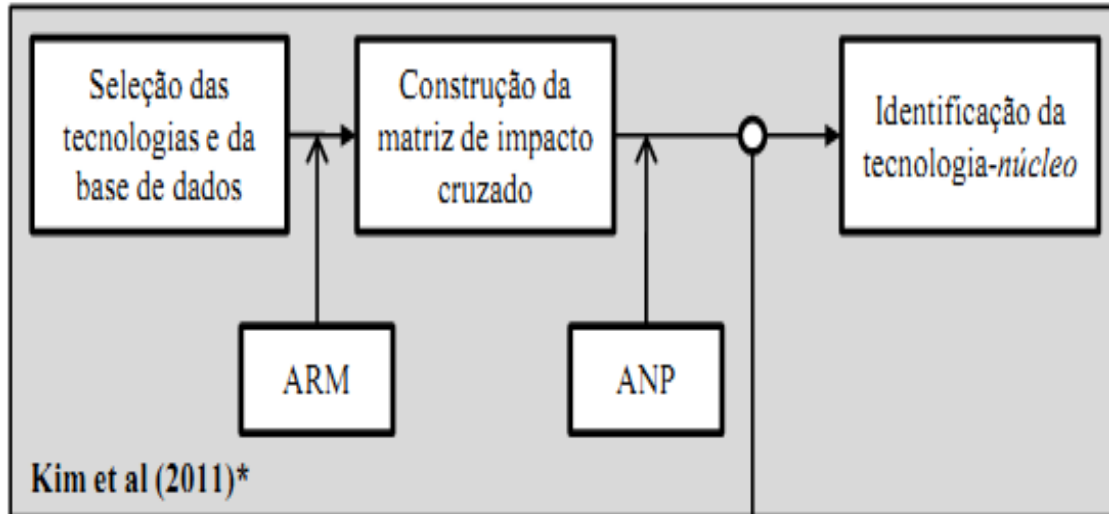 Seleção das
tecnologias e da
base de dados
Construção da
matriz de impacto
cruzado
Identificação da
tecnologia-núcleo
ARM
ANP
Kim et al (2011)*